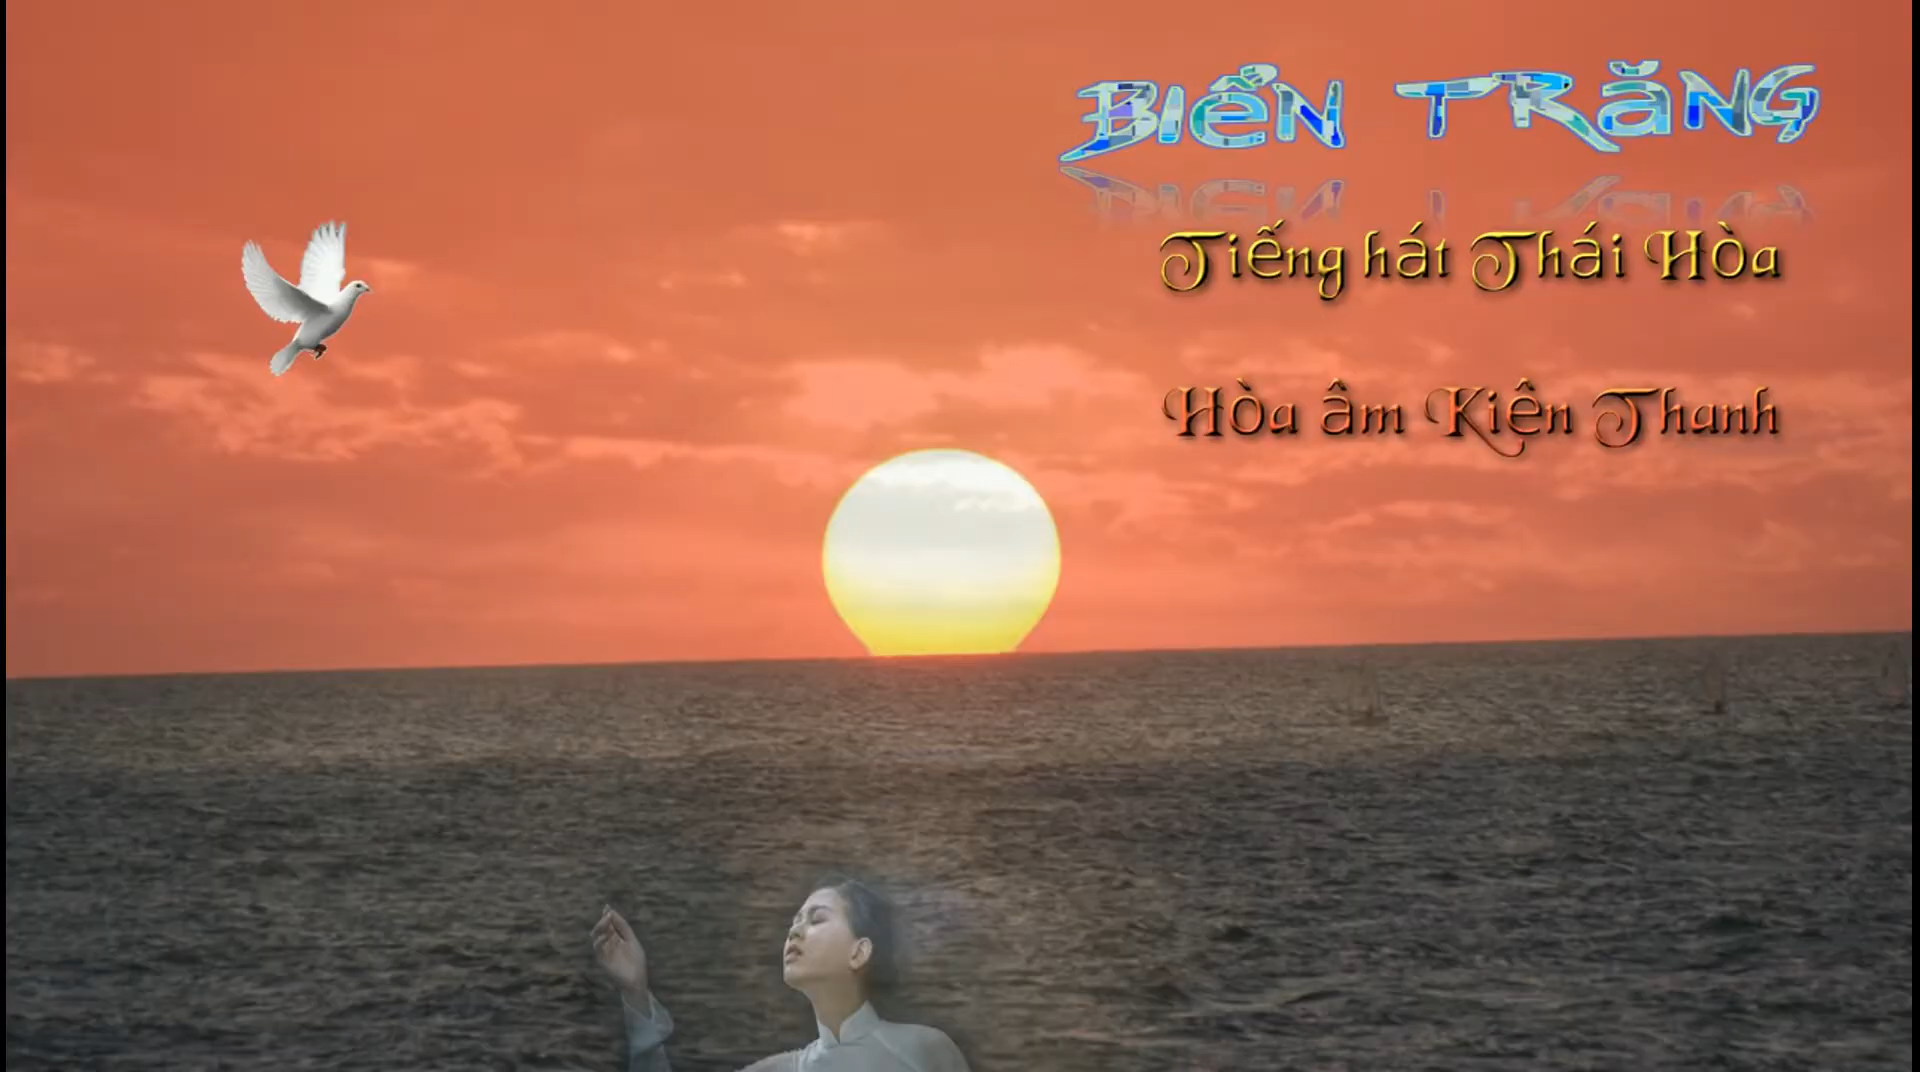 BIỂN TRĂNG
Tiếng hát Thái Hòa
Hòa âm Kiên Thanh